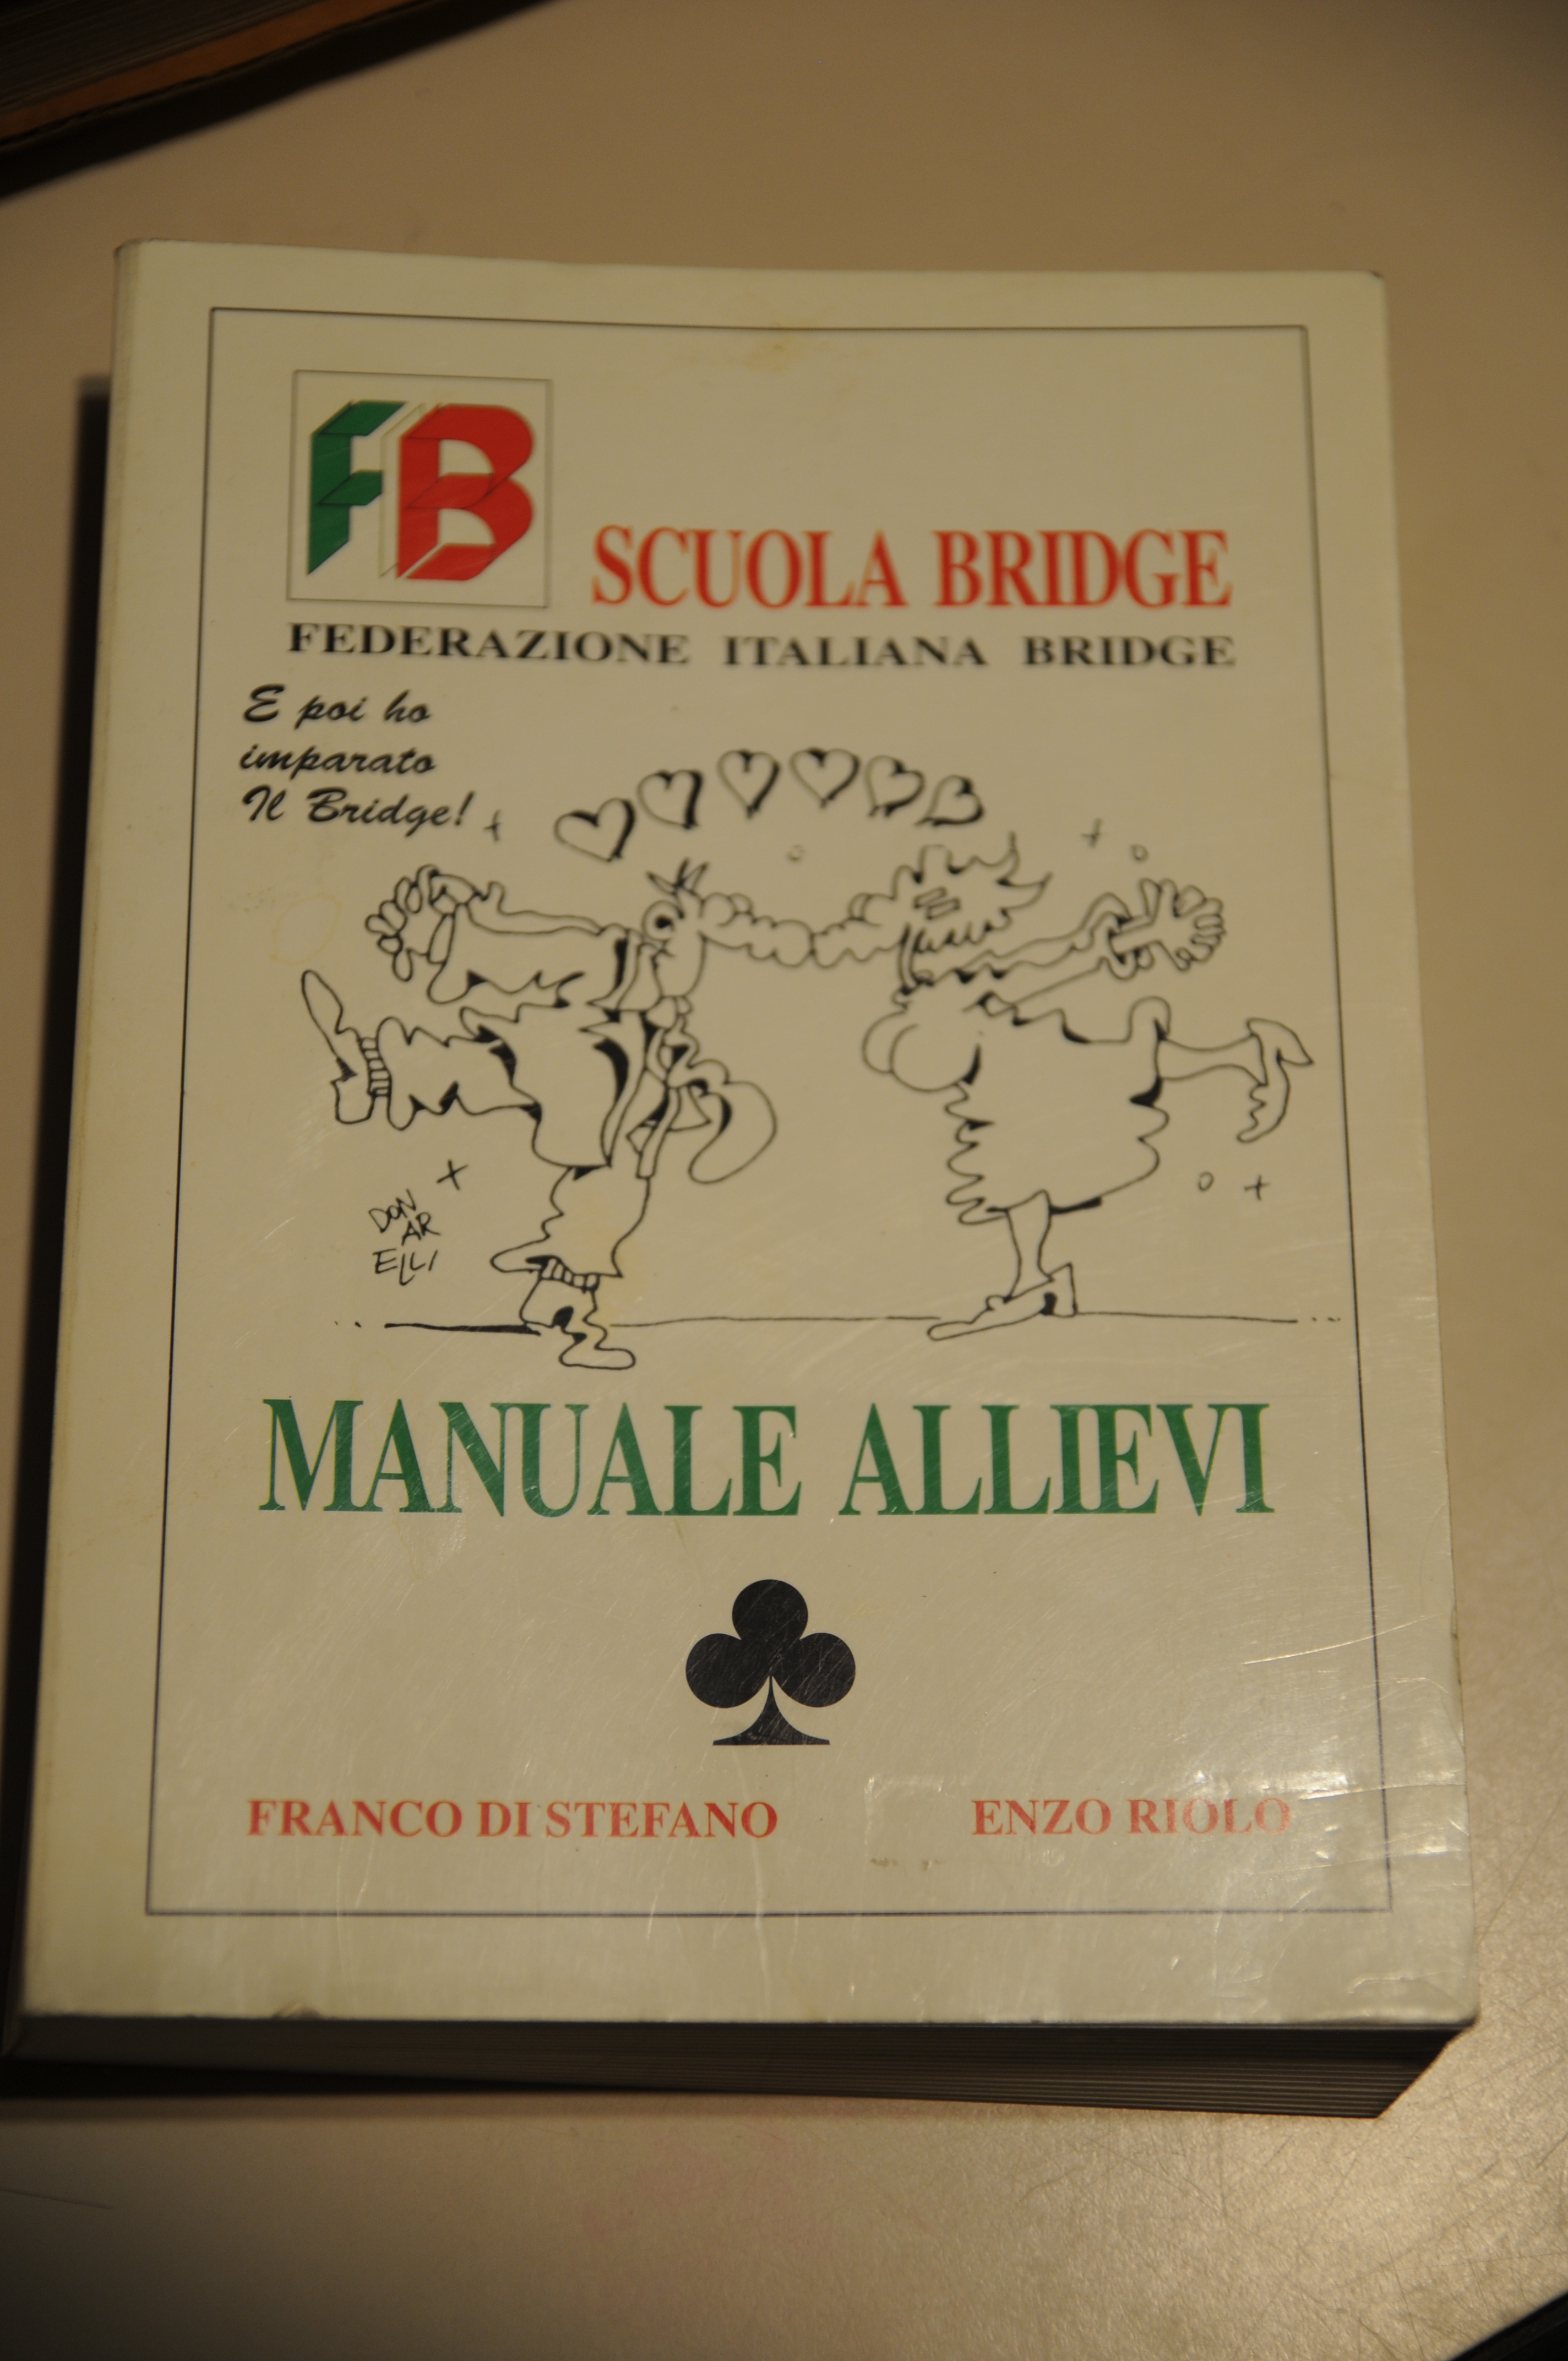 FB
SCUOLA BRIDGE
FEDERAZIONE ITALIANA BRIDGE
E poi ho
imparato
Il Bridge!
DON
AR
ELLI
MANUALE ALLIEVI
FRANCO DI STEFANO ENZO RIOLO